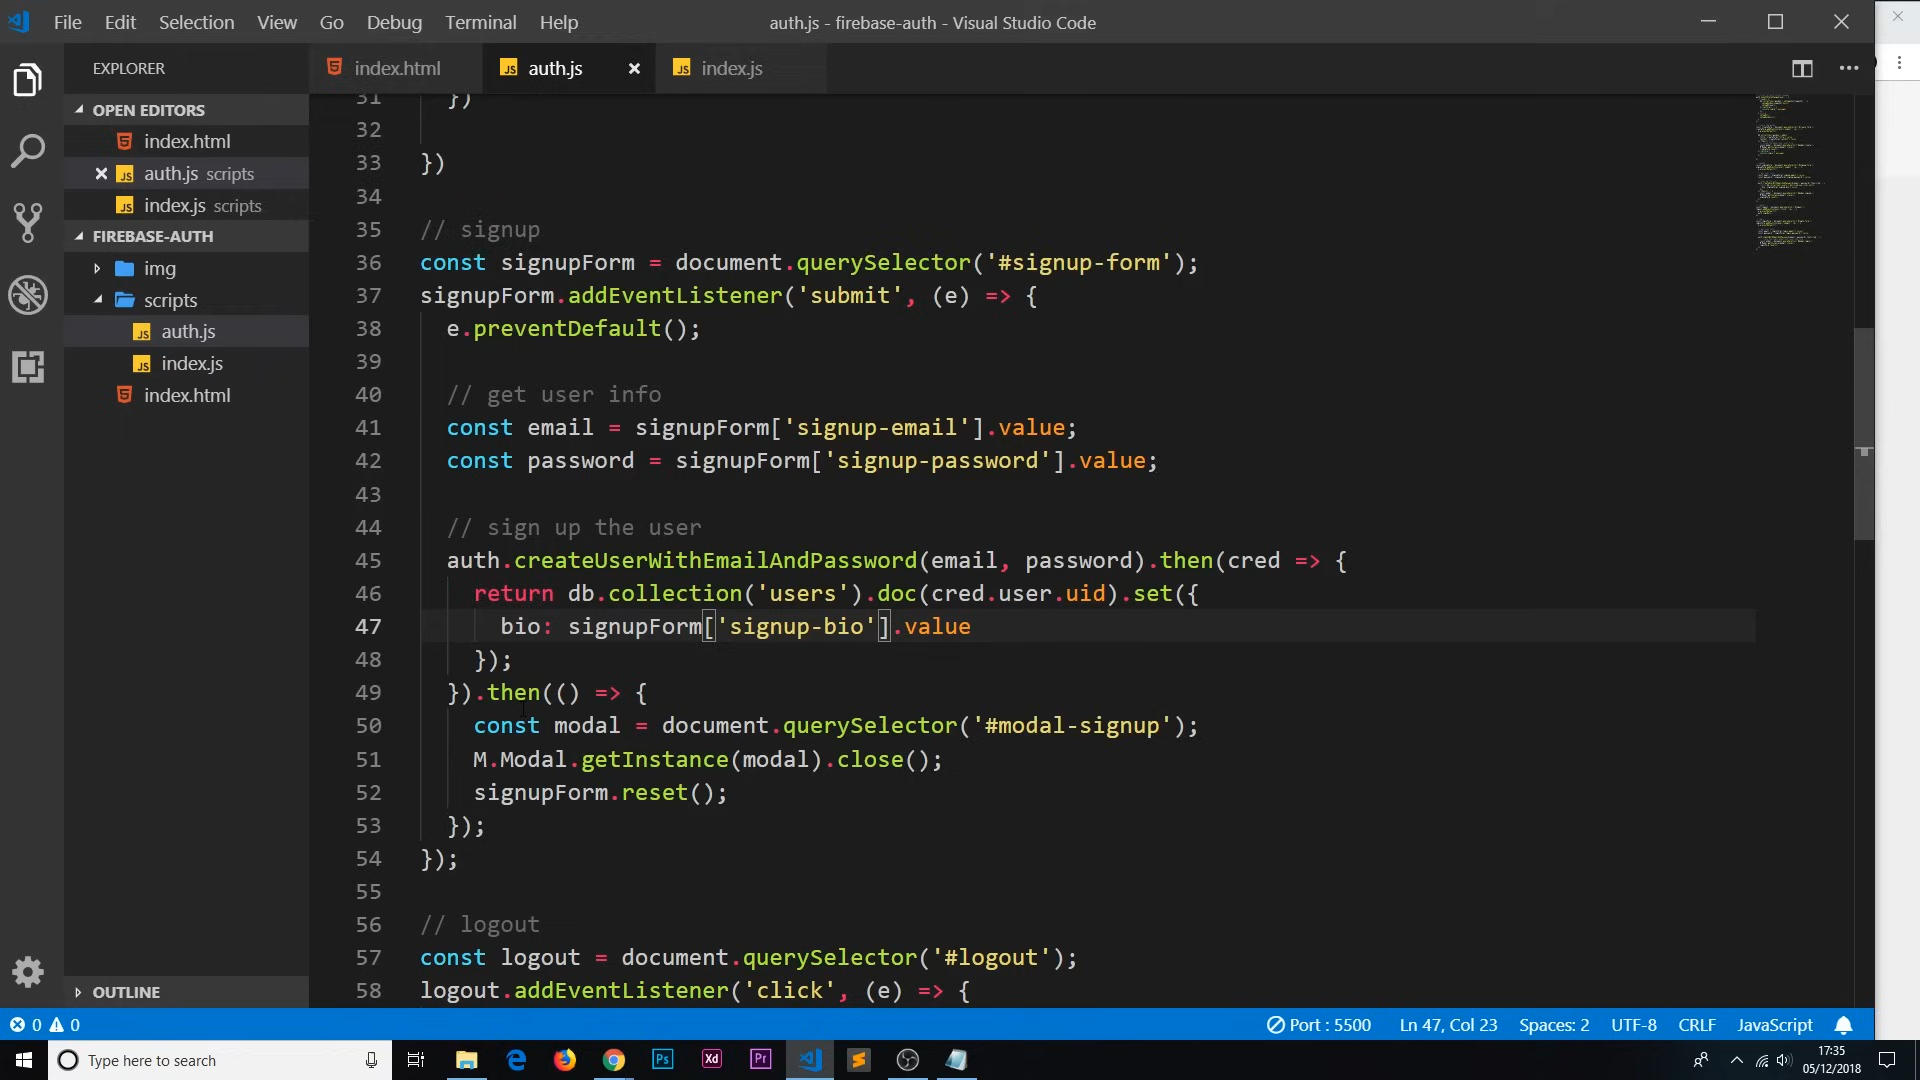 File Edit Selection View Go Debug Terminal Help
auth.js - firebase-auth - Visual Studio Code
EXPLORER
index.html
auth.js
index.js
OPEN EDITORS
index.html
auth.js scripts
index.js scripts
FIREBASE-AUTH
img
scripts
auth.js
index.js
index.html
OUTLINE
31 })
32
33 })
34
35 // signup
36 const signupForm = document.querySelector('#signup-form');
37 signupForm.addEventListener('submit', (e) => {
38 e.preventDefault();
39
40 // get user info
41 const email = signupForm['signup-email'].value;
42 const password = signupForm['signup-password'].value;
43
44 // sign up the user
45 auth.createUserWithEmailAndPassword(email, password).then(cred => {
46 return db.collection('users').doc(cred.user.uid).set({
47 bio: signupForm['signup-bio'].value
48 });
49 }).then(() => {
50 const modal = document.querySelector('#modal-signup');
51 M.Modal.getInstance(modal).close();
52 signupForm.reset();
53 });
54 });
55
56 // logout
57 const logout = document.querySelector('#logout');
58 logout.addEventListener('click', (e) => {
0 0
Port : 5500 Ln 47, Col 23 Spaces: 2 UTF-8 CRLF JavaScript
Type here to search
Ps Xd Pr
17:35
05/12/2018